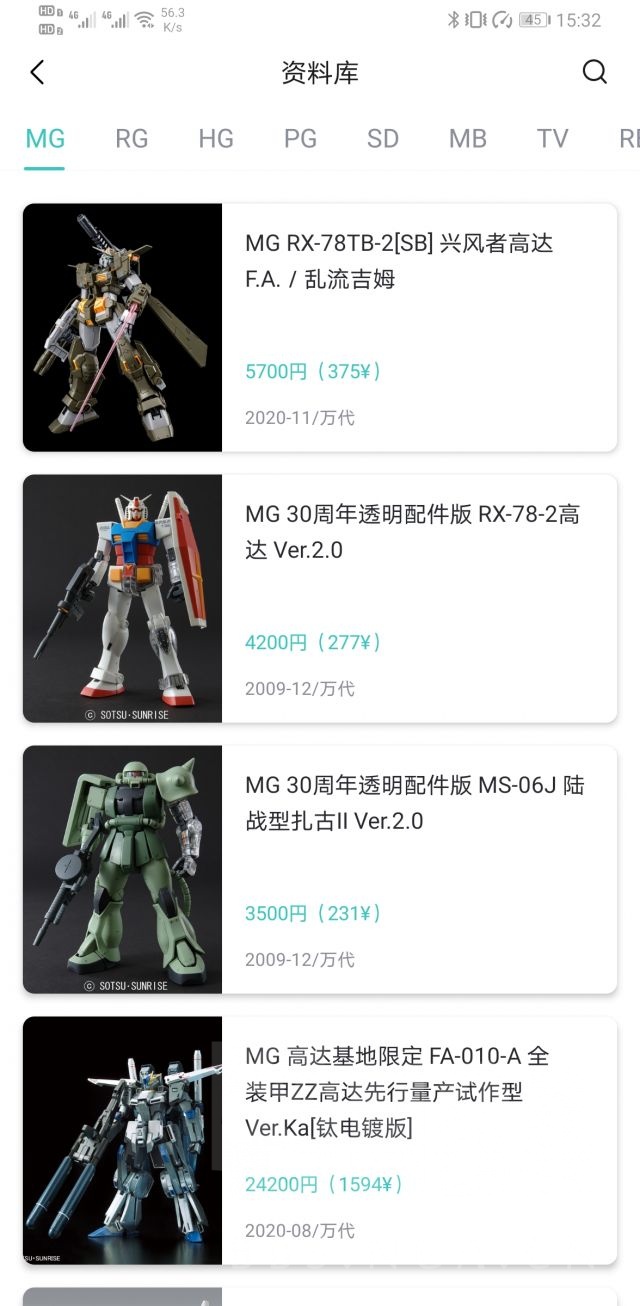 HD 2 4G 4G 56.3 K/s 45 15:32
HD 2
资料库
MG RG HG PG SD MB TV RE
MG RX-78TB-2[SB] 兴风者高达
F.A. / 乱流吉姆
5700円（375¥）
2020-11/万代
MG 30周年透明配件版 RX-78-2高
达 Ver.2.0
4200円（277¥）
2009-12/万代
© SOTSU·SUNRISE
MG 30周年透明配件版 MS-06J 陆
战型扎古II Ver.2.0
3500円（231¥）
2009-12/万代
© SOTSU·SUNRISE
MG 高达基地限定 FA-010-A 全
装甲ZZ高达先行量产试作型
Ver.Ka[钛电镀版]
24200円（1594¥）
2020-08/万代
SU·SUNRISE